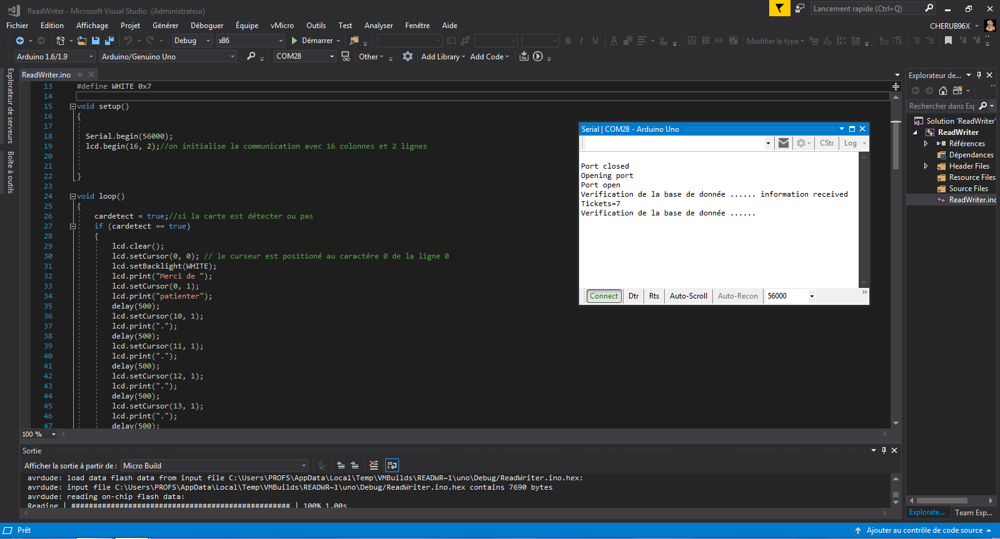 ReadWriter - Microsoft Visual Studio (Administrateur)
Lancement rapide (Ctrl+Q)
Fichier Edition Affichage Projet Générer Déboguer Équipe vMicro Outils Test Analyser Fenêtre Aide
CHERUB96X
Debug x86 Démarrer
B I U
SQL
Modifier le type
Arduino 1.6/1.9 Arduino/Genuino Uno COM28 Other Add Library Add Code
Explorateur de serveurs
Boîte à outils
ReadWriter.ino
13 #define WHITE 0x7
14
15 void setup()
16 {
17
18 Serial.begin(56000);
19 lcd.begin(16, 2);//on initialise la communication avec 16 colonnes et 2 lignes
20
21
22 }
23
24 void loop()
25 {
26 cardetect = true;//si la carte est détecter ou pas
27 if (cardetect == true)
28 {
29 lcd.clear();
30 lcd.setCursor(0, 0); // le curseur est positioné au caractére 0 de la ligne 0
31 lcd.setBacklight(WHITE);
32 lcd.print("Merci de ");
33 lcd.setCursor(0, 1);
34 lcd.print("patienter");
35 delay(500);
36 lcd.setCursor(10, 1);
37 lcd.print(".");
38 delay(500);
39 lcd.setCursor(11, 1);
40 lcd.print(".");
41 delay(500);
42 lcd.setCursor(12, 1);
43 lcd.print(".");
44 delay(500);
45 lcd.setCursor(13, 1);
46 lcd.print(".");
47 delay(500);
100 %
Serial | COM28 - Arduino Uno
CStr Log
Port closed
Opening port
Port open
Verification de la base de donnée ...... information received
Tickets=7
Verification de la base de donnée ......
Connect Dtr Rts Auto-Scroll Auto-Recon 56000
Explorateur de...
Rechercher dans Exp
Solution 'ReadWriter'
ReadWriter
Références
Dépendances
Header Files
Resource Files
Source Files
ReadWriter.ino
Explorate... Team Exp...
Sortie
Afficher la sortie à partir de : Micro Build
avrdude: load data flash data from input file C:\Users\PROFS\AppData\Local\Temp\VMBuilds\READWR~1\uno\Debug/ReadWriter.ino.hex:
avrdude: input file C:\Users\PROFS\AppData\Local\Temp\VMBuilds\READWR~1\uno\Debug/ReadWriter.ino.hex contains 7690 bytes
avrdude: reading on-chip flash data:
Reading | ################################################## | 100% 1.00s
Prêt
Ajouter au contrôle de code source